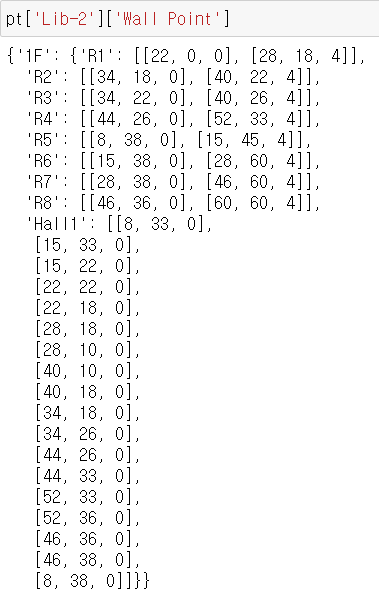 pt['Lib-2']['Wall Point']
{'1F': {'R1': [[22, 0, 0], [28, 18, 4]],
'R2': [[34, 18, 0], [40, 22, 4]],
'R3': [[34, 22, 0], [40, 26, 4]],
'R4': [[44, 26, 0], [52, 33, 4]],
'R5': [[8, 38, 0], [15, 45, 4]],
'R6': [[15, 38, 0], [28, 60, 4]],
'R7': [[28, 38, 0], [46, 60, 4]],
'R8': [[46, 36, 0], [60, 60, 4]],
'Hall1': [[8, 33, 0],
[15, 33, 0],
[15, 22, 0],
[22, 22, 0],
[22, 18, 0],
[28, 18, 0],
[28, 10, 0],
[40, 10, 0],
[40, 18, 0],
[34, 18, 0],
[34, 26, 0],
[44, 26, 0],
[44, 33, 0],
[52, 33, 0],
[52, 36, 0],
[46, 36, 0],
[46, 38, 0],
[8, 38, 0]]}}